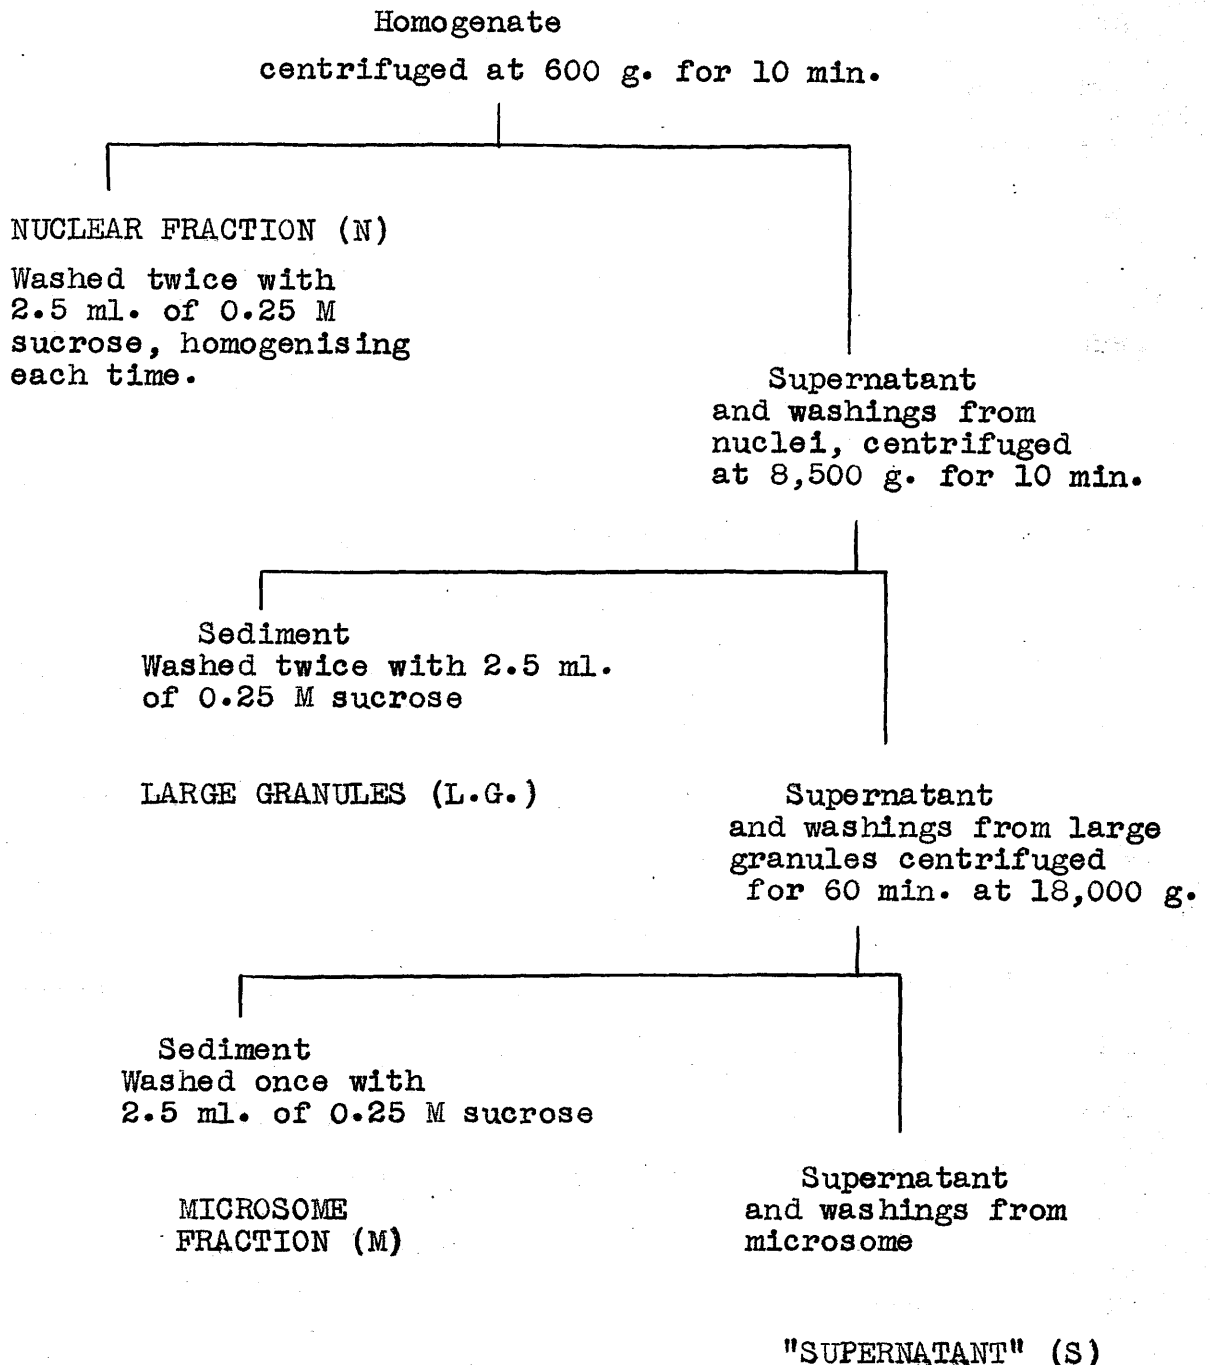 Homogenate
centrifuged at 600 g. for 10 min.
NUCLEAR FRACTION (N)
Washed twice with
2.5 ml. of 0.25 M
sucrose, homogenising
each time.
Supernatant
and washings from
nuclei, centrifuged
at 8,500 g. for 10 min.
Sediment
Washed twice with 2.5 ml.
of 0.25 M sucrose
LARGE GRANULES (L.G.)
Supernatant
and washings from large
granules centrifuged
for 60 min. at 18,000 g.
Sediment
Washed once with
2.5 ml. of 0.25 M sucrose
MICROSOME
FRACTION (M)
Supernatant
and washings from
microsome
"SUPERNATANT" (S)